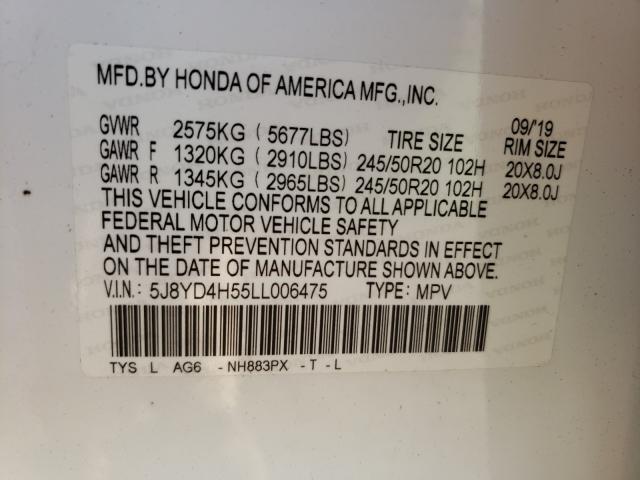 MFD.BY HONDA OF AMERICA MFG.,INC.
09/'19
GVWR 2575KG (5677LBS) TIRE SIZE RIM SIZE
GAWR F 1320KG (2910LBS) 245/50R20 102H 20X8.0J
GAWR R 1345KG (2965LBS) 245/50R20 102H 20X8.0J
THIS VEHICLE CONFORMS TO ALL APPLICABLE
FEDERAL MOTOR VEHICLE SAFETY
AND THEFT PREVENTION STANDARDS IN EFFECT
ON THE DATE OF MANUFACTURE SHOWN ABOVE.
V.I.N.: 5J8YD4H55LL006475 TYPE: MPV
TYS L AG6 -NH883PX -T -L